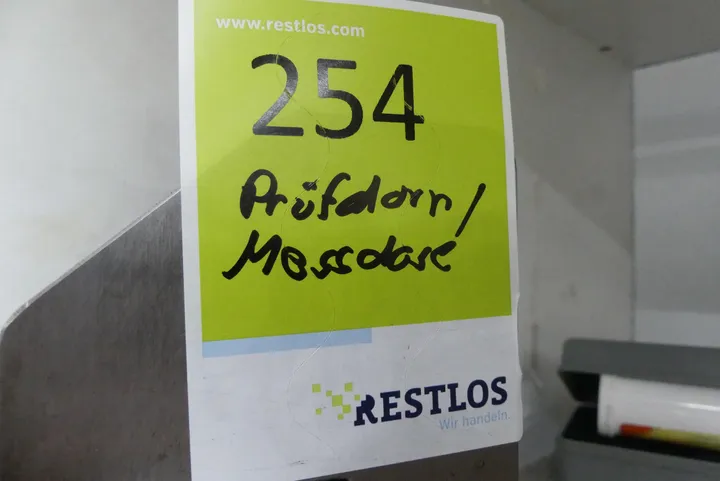 www.restlos.com
254
Prüfdorn/
Messdose
RESTLOS
Wir handeln